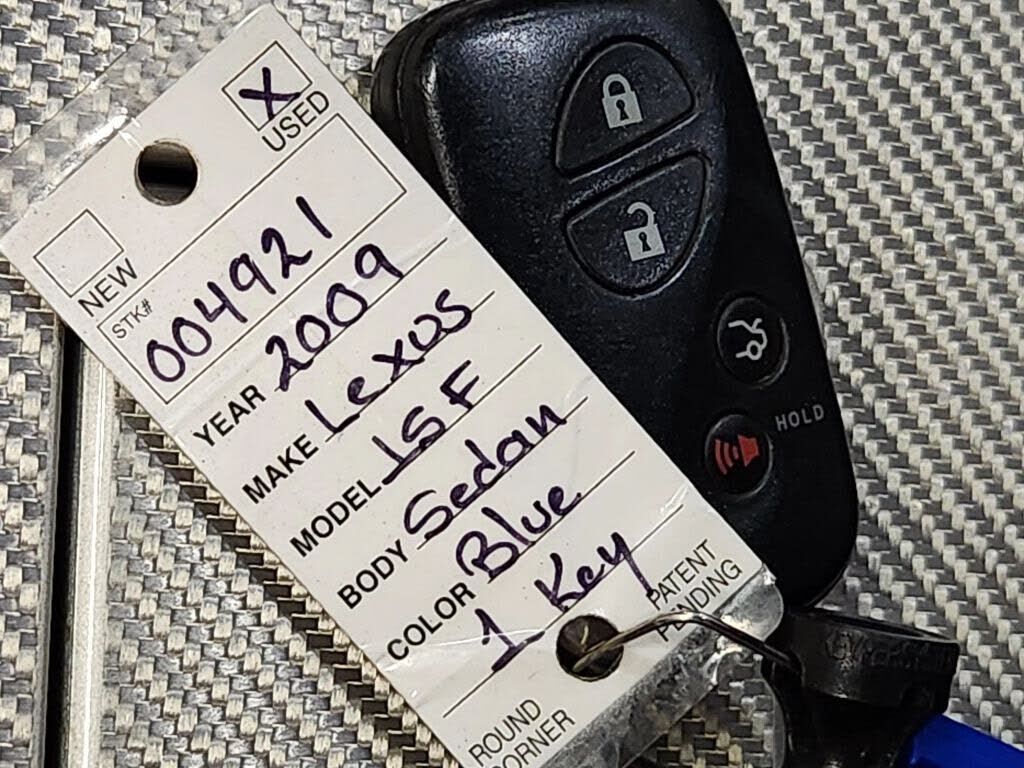 X
USED
NEW
STK#
004921
YEAR 2009
MAKE Lexus
MODEL ISF
BODY Sedan
COLOR Blue
1 Key
PATENT
PENDING
ROUND
CORNER
HOLD